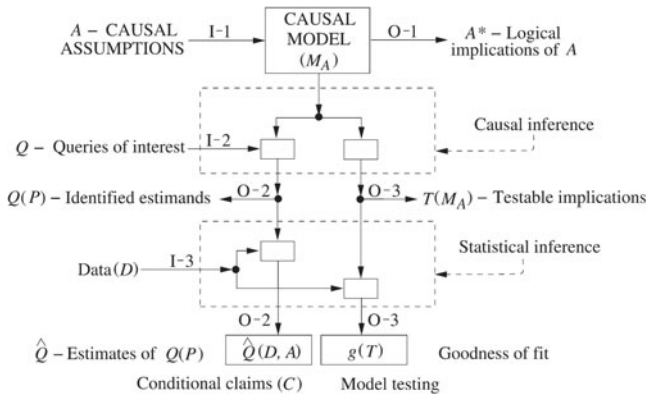 A – CAUSAL ASSUMPTIONS
I-1
CAUSAL MODEL (M_A)
O-1
A* – Logical implications of A
Q – Queries of interest
I-2
Causal inference
Q(P) – Identified estimands
O-2
O-3
T(M_A) – Testable implications
Data(D)
I-3
Statistical inference
O-2
O-3
Q̂ – Estimates of Q(P)
Q̂(D, A)
g(T)
Goodness of fit
Conditional claims (C)
Model testing